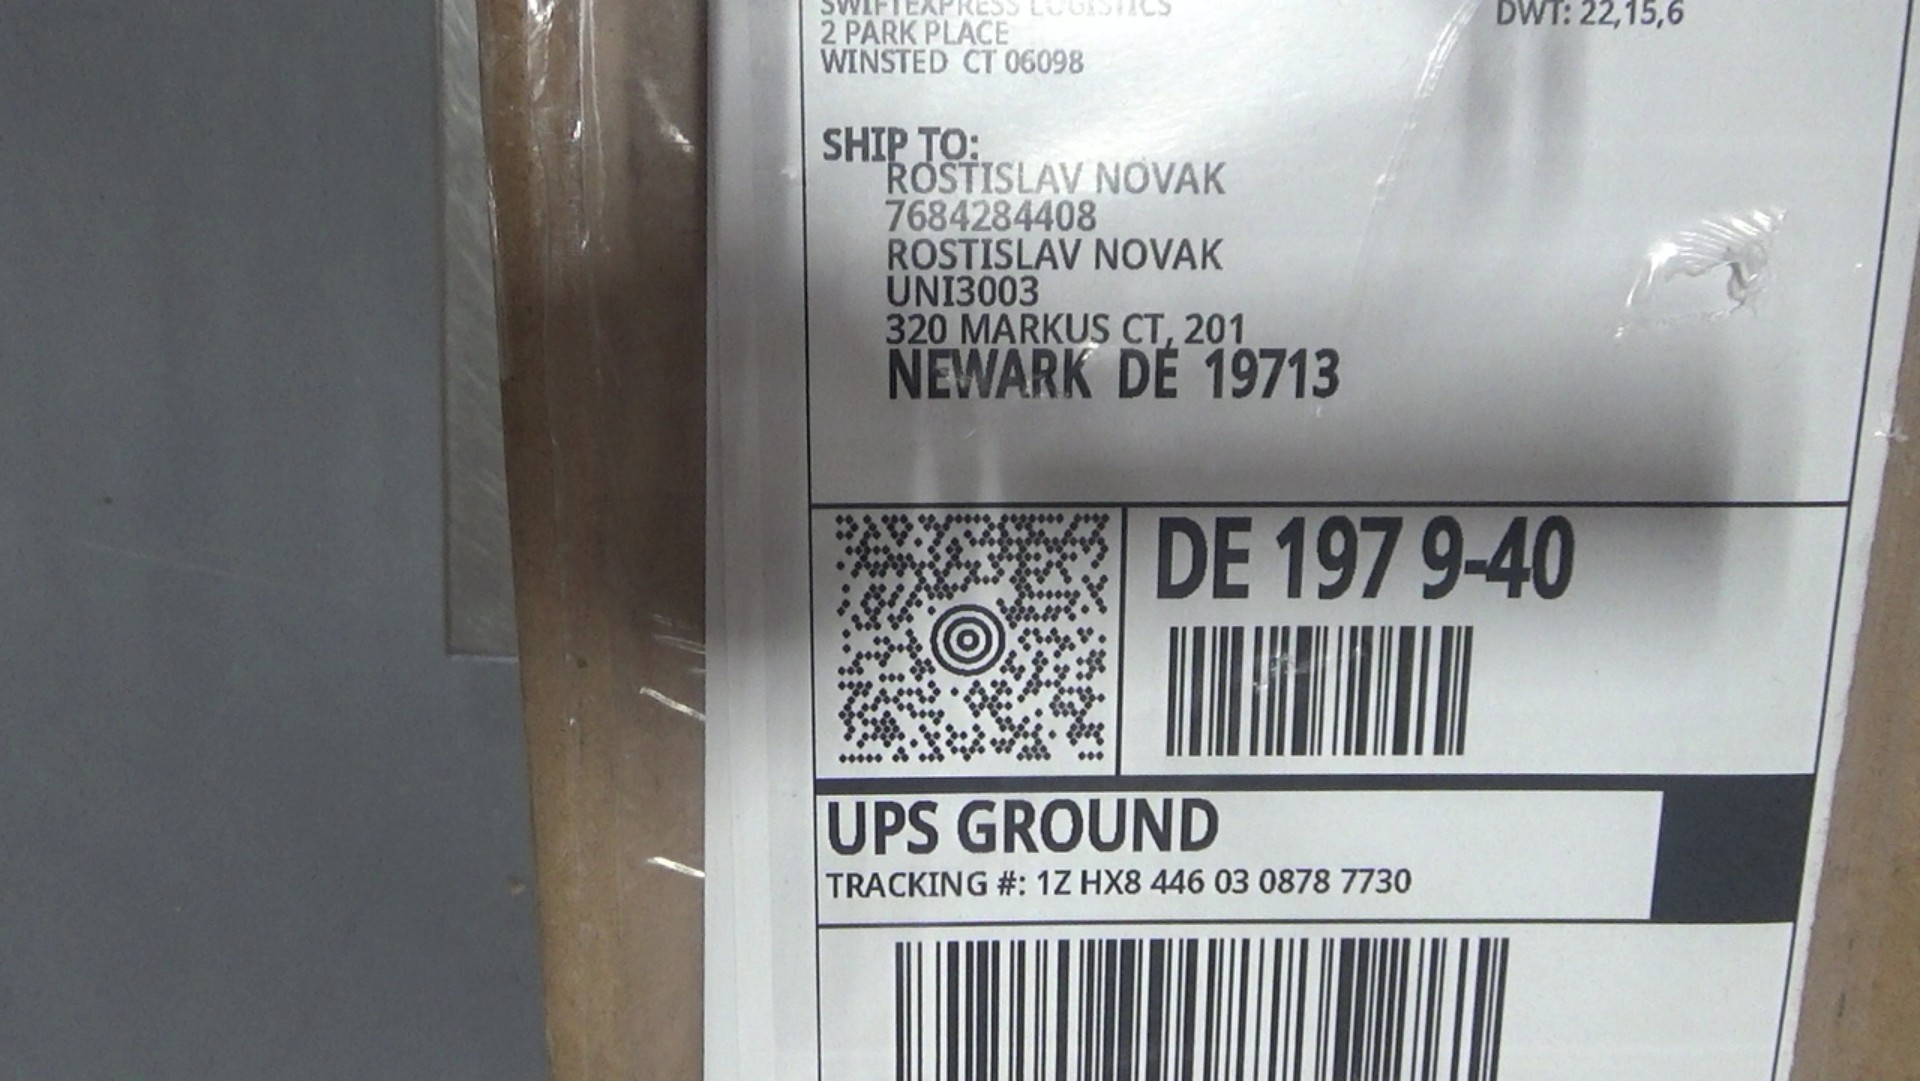 SWIFTEXPRESS LOGISTICS
DWT: 22,15,6
2 PARK PLACE
WINSTED CT 06098
SHIP TO:
ROSTISLAV NOVAK
7684284408
ROSTISLAV NOVAK
UNI3003
320 MARKUS CT, 201
NEWARK DE 19713
DE 197 9-40
UPS GROUND
TRACKING #: 1Z HX8 446 03 0878 7730